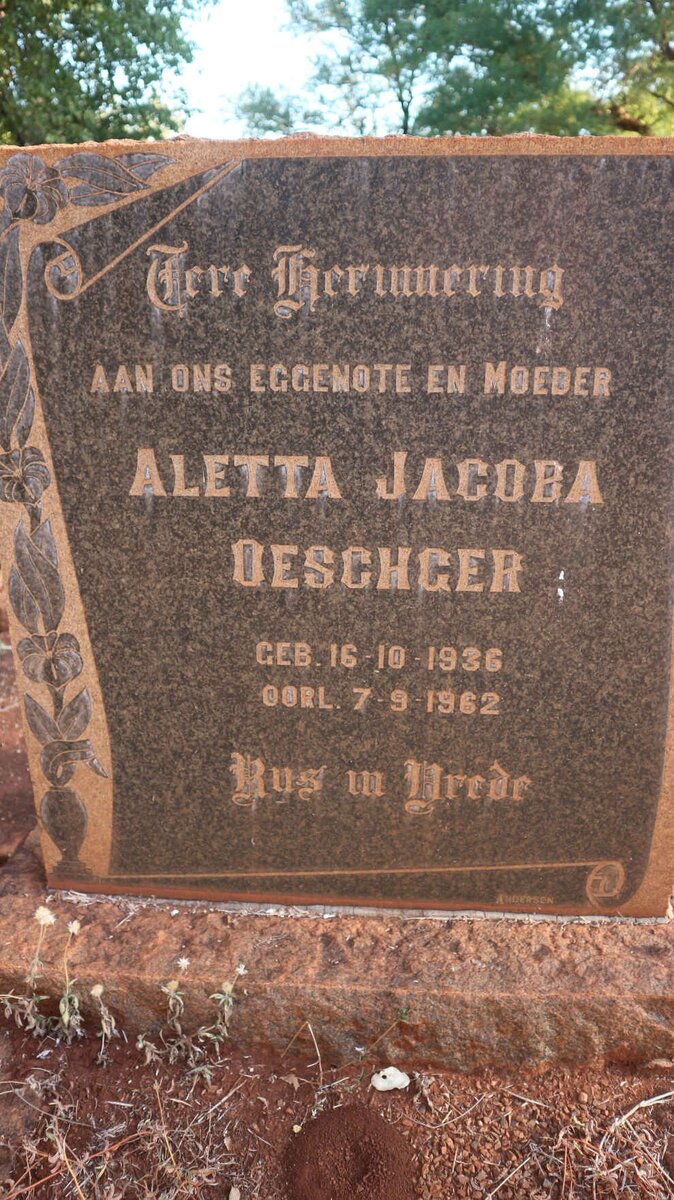 Tere Herinnering
AAN ONS EGGENOTE EN MOEDER
ALETTA JACOBA
OESCHGER
GEB. 16-10-1936
OORL. 7-9-1962
Rus in Vrede
ANDERSEN